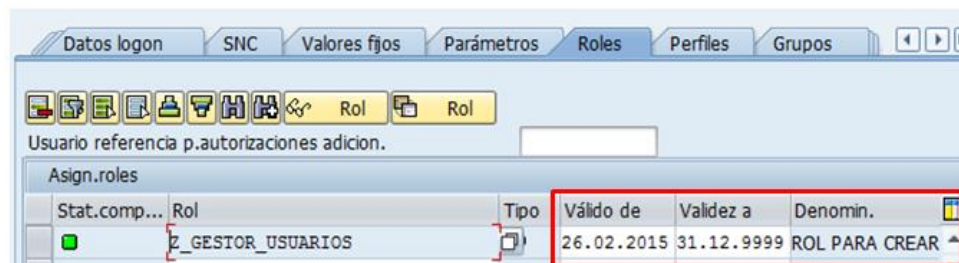 Datos logon SNC Valores fijos Parámetros Roles Perfiles Grupos
Rol Rol
Usuario referencia p.autorizaciones adicion.
Asign.roles
Stat.comp... Rol Tipo Válido de Validez a Denomin.
Z_GESTOR_USUARIOS 26.02.2015 31.12.9999 ROL PARA CREAR